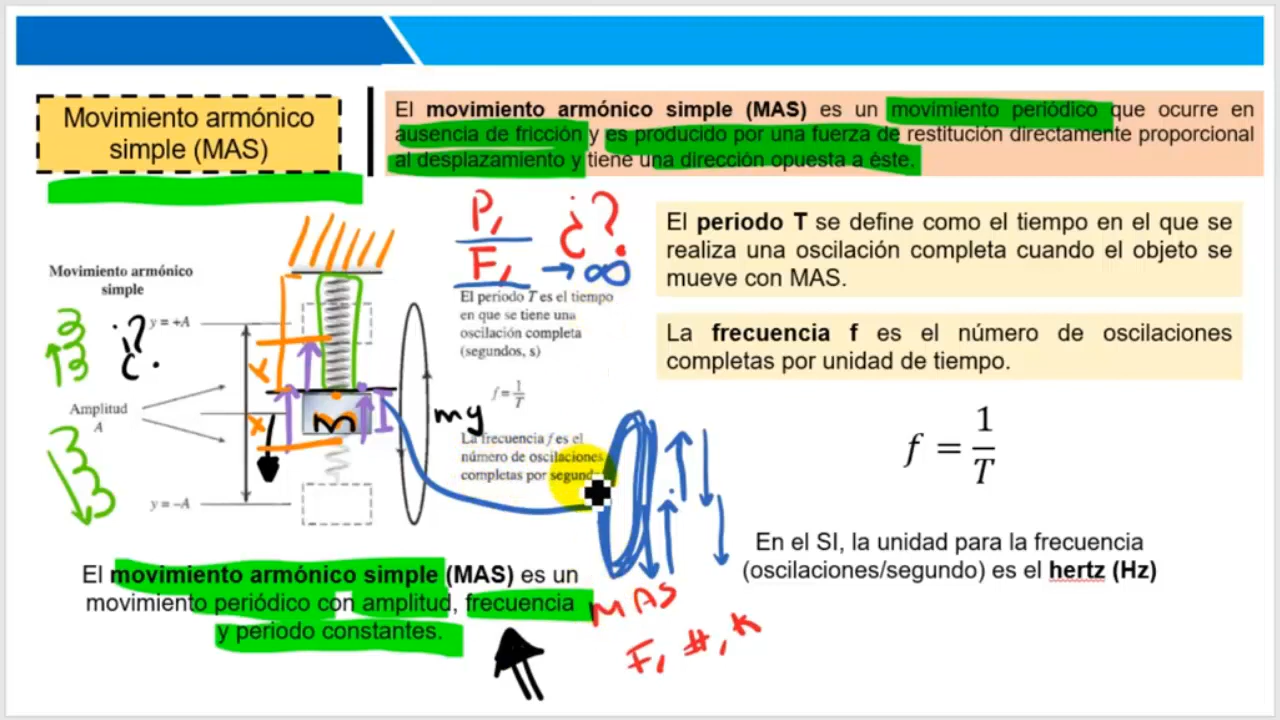 Movimiento armónico
simple (MAS)
El movimiento armónico simple (MAS) es un movimiento periódico que ocurre en
ausencia de fricción y es producido por una fuerza de restitución directamente proporcional
al desplazamiento y tiene una dirección opuesta a éste.
P,
F, → ∞
¿?
El periodo T se define como el tiempo en el que se
realiza una oscilación completa cuando el objeto se
mueve con MAS.
La frecuencia f es el número de oscilaciones
completas por unidad de tiempo.
f = 1/T
En el SI, la unidad para la frecuencia
(oscilaciones/segundo) es el hertz (Hz)
Movimiento armónico
simple
y = +A
¿?
Amplitud
A
y = −A
x
x
m
mg
El periodo T es el tiempo
en que se tiene una
oscilación completa
(segundos, s)
f = 1/T
La frecuencia f es el
número de oscilaciones
completas por
El movimiento armónico simple (MAS) es un
movimiento periódico con amplitud, frecuencia
y periodo constantes.
MAS
F, #, k